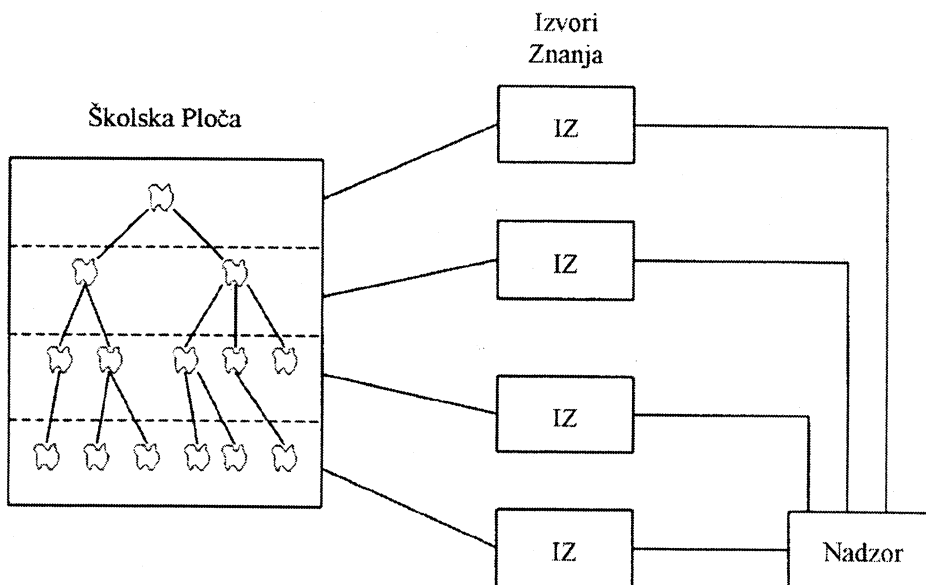 Izvori
Znanja
Školska Ploča
IZ
IZ
IZ
IZ
Nadzor